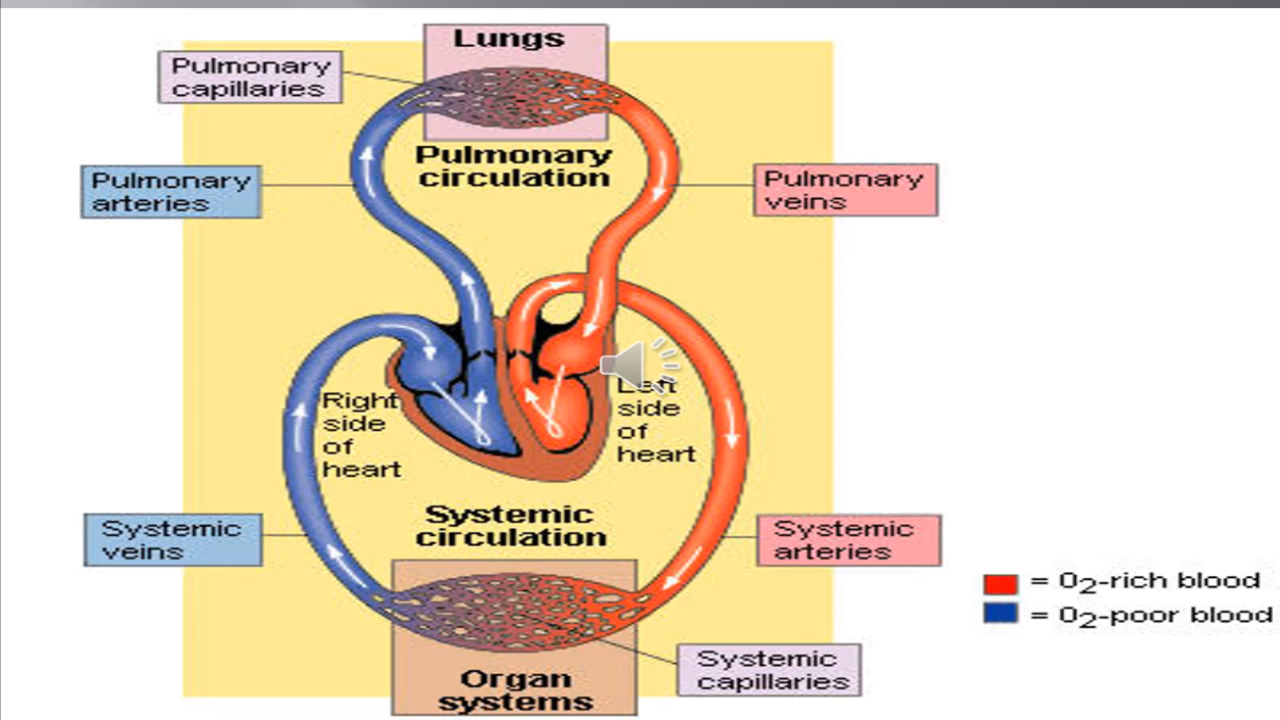 Lungs
Pulmonary
capillaries
Pulmonary
circulation
Pulmonary
arteries
Pulmonary
veins
Right
side
of
heart
Left
side
of
heart
Systemic
circulation
Systemic
veins
Systemic
arteries
= O2-rich blood
= O2-poor blood
Systemic
capillaries
Organ
systems